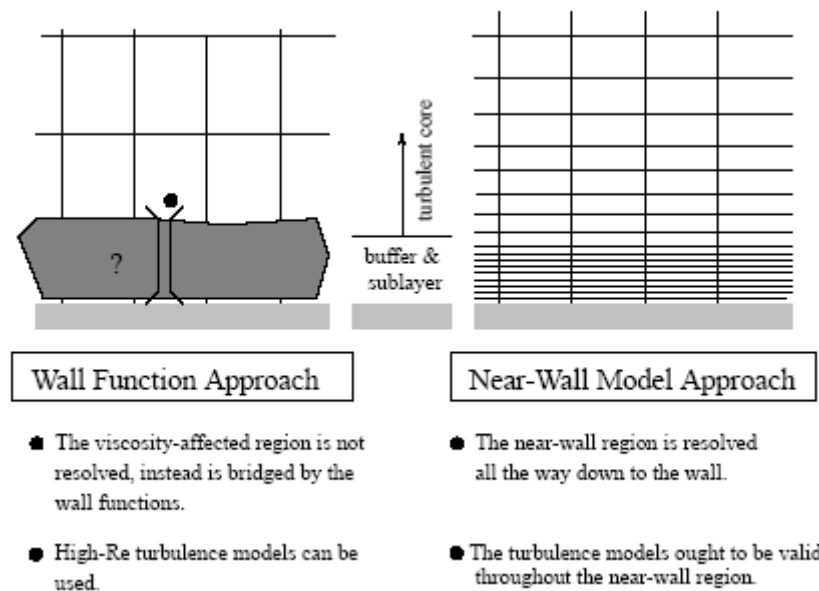 ?
turbulent core
buffer &
sublayer
Wall Function Approach
● The viscosity-affected region is not
resolved, instead is bridged by the
wall functions.
● High-Re turbulence models can be
used.
Near-Wall Model Approach
● The near-wall region is resolved
all the way down to the wall.
● The turbulence models ought to be valid
throughout the near-wall region.